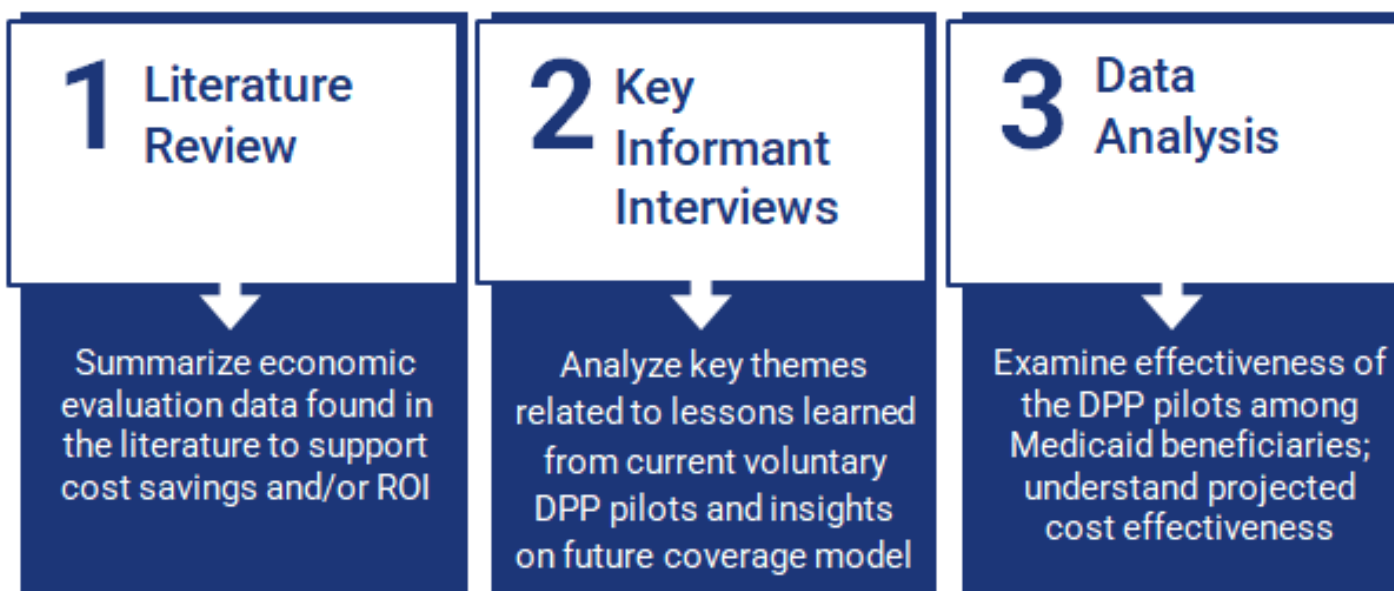 1 Literature
Review
Summarize economic
evaluation data found in
the literature to support
cost savings and/or ROI
2 Key
Informant
Interviews
Analyze key themes
related to lessons learned
from current voluntary
DPP pilots and insights
on future coverage model
3 Data
Analysis
Examine effectiveness of
the DPP pilots among
Medicaid beneficiaries;
understand projected
cost effectiveness